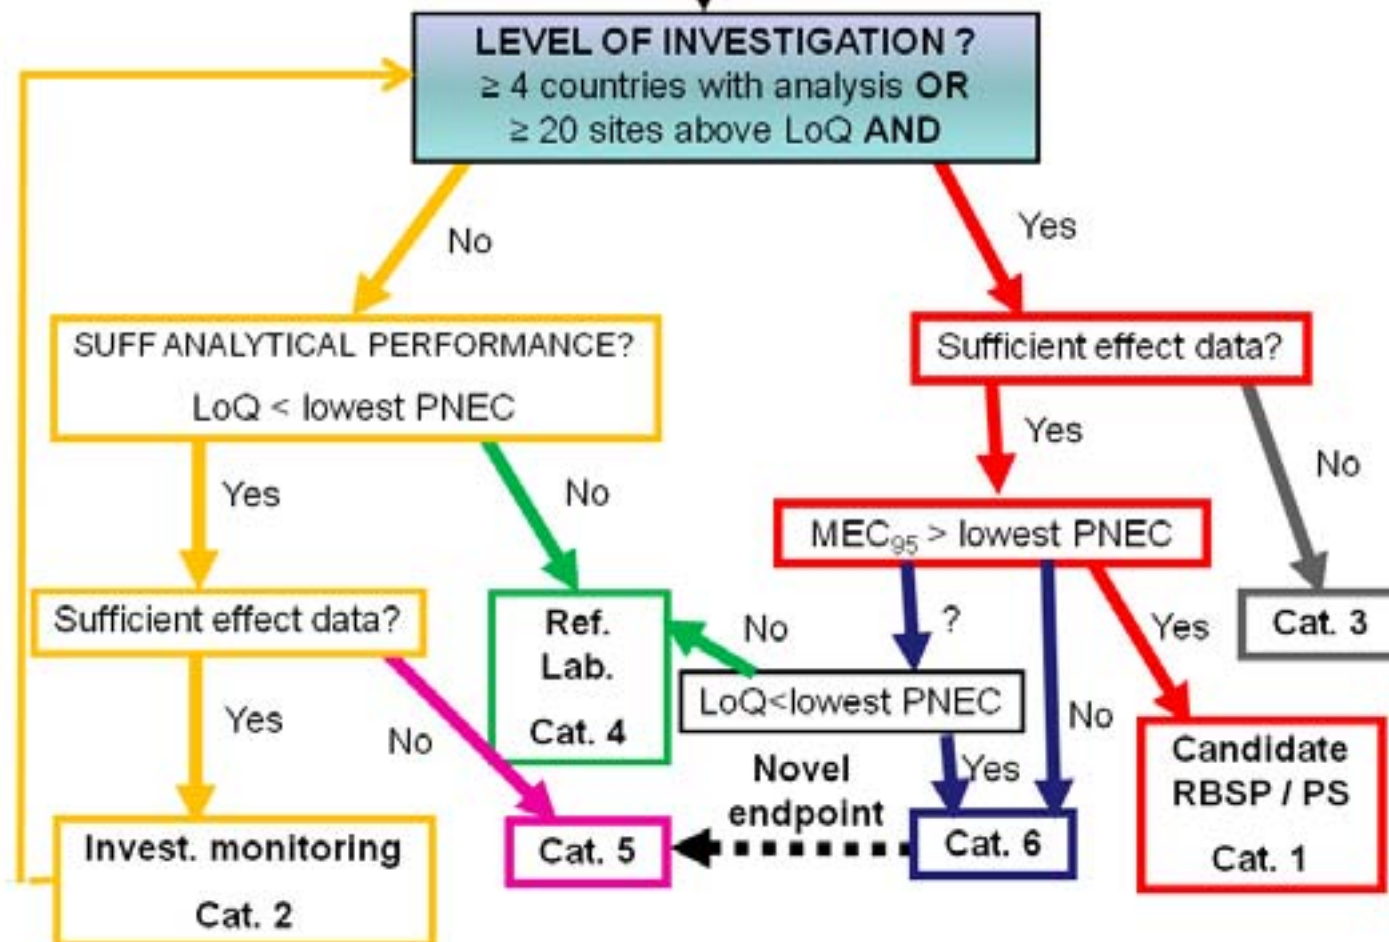 LEVEL OF INVESTIGATION ?
≥ 4 countries with analysis OR
≥ 20 sites above LoQ AND
No
Yes
SUFF ANALYTICAL PERFORMANCE?
LoQ < lowest PNEC
Sufficient effect data?
Yes
No
Yes
No
MEC₉₅ > lowest PNEC
Sufficient effect data?
Ref.
Lab.
Cat. 4
No
?
Yes
Cat. 3
LoQ<lowest PNEC
Yes
No
No
Yes
Novel
endpoint
Candidate
RBSP / PS
Cat. 1
Invest. monitoring
Cat. 2
Cat. 5
Cat. 6